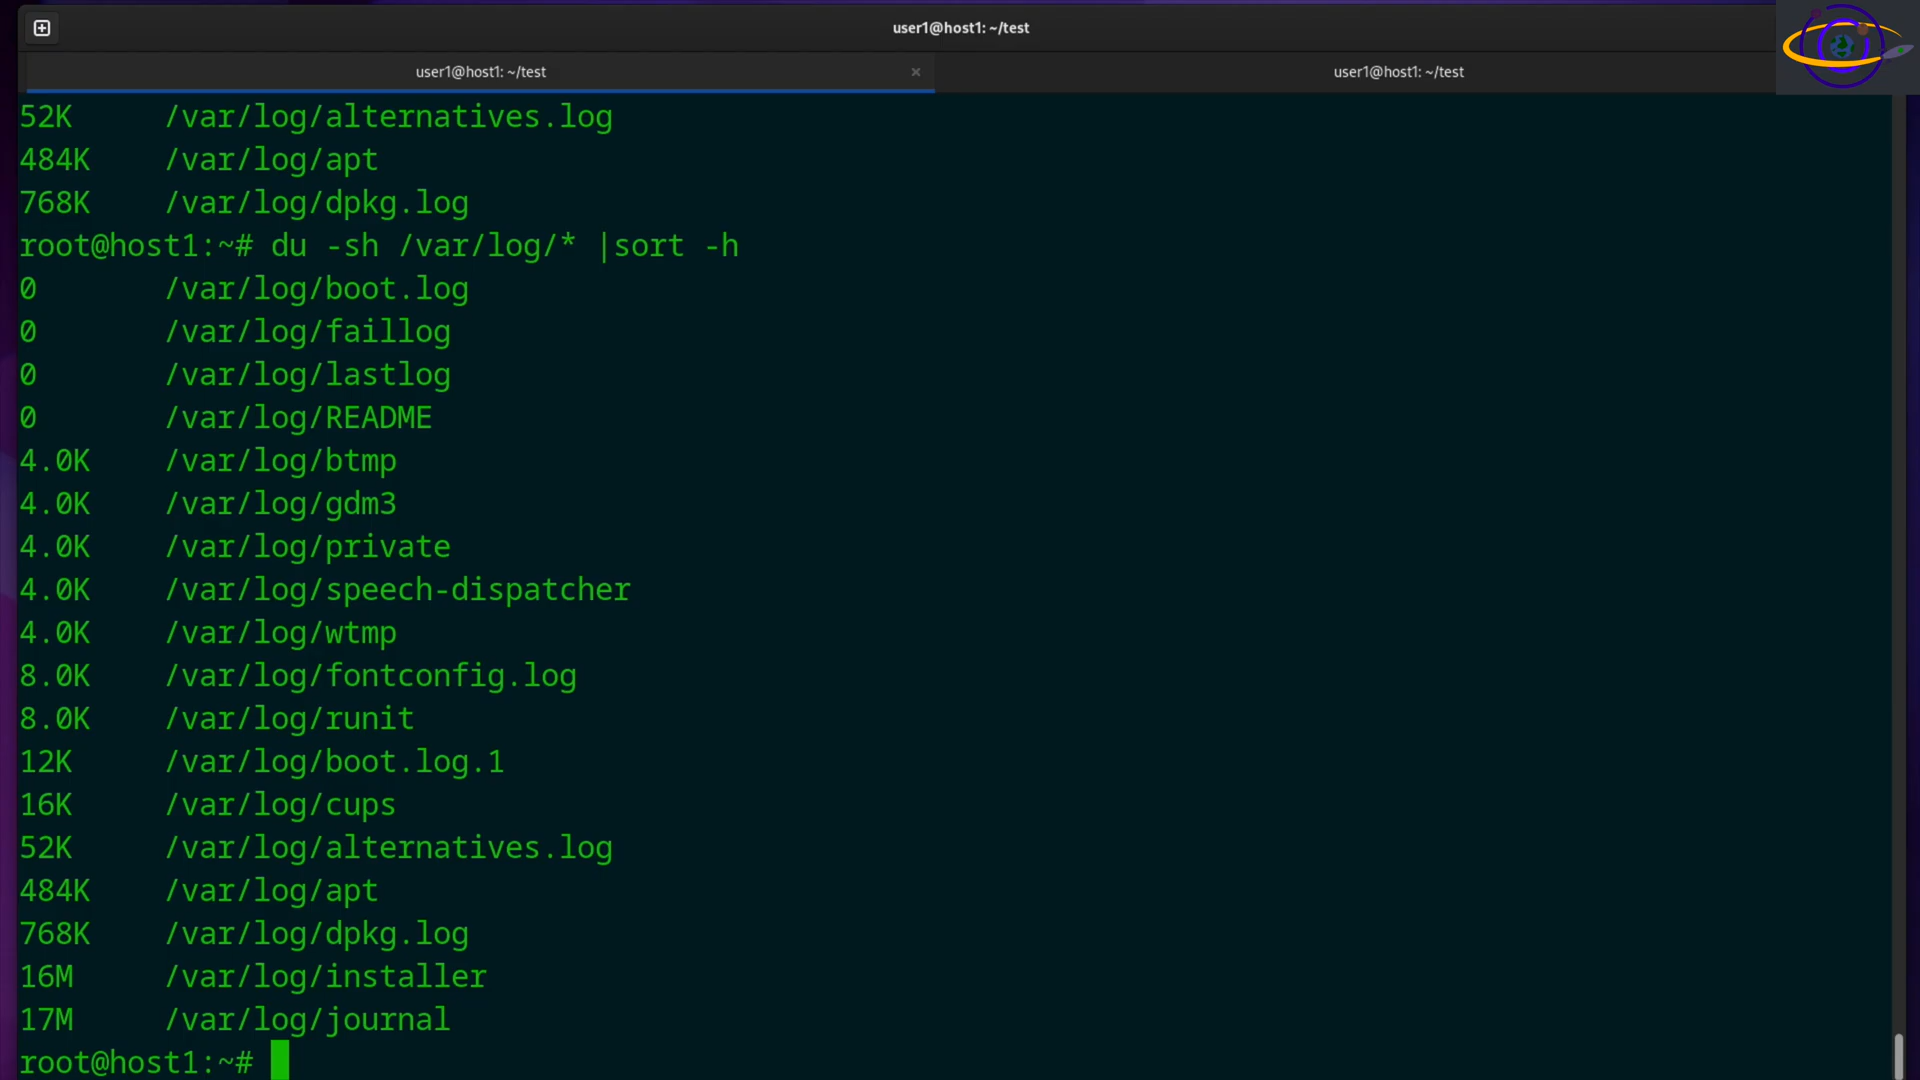 user1@host1: ~/test
user1@host1: ~/test × user1@host1: ~/test
52K /var/log/alternatives.log
484K /var/log/apt
768K /var/log/dpkg.log
root@host1:~# du -sh /var/log/* |sort -h
0 /var/log/boot.log
0 /var/log/faillog
0 /var/log/lastlog
0 /var/log/README
4.0K /var/log/btmp
4.0K /var/log/gdm3
4.0K /var/log/private
4.0K /var/log/speech-dispatcher
4.0K /var/log/wtmp
8.0K /var/log/fontconfig.log
8.0K /var/log/runit
12K /var/log/boot.log.1
16K /var/log/cups
52K /var/log/alternatives.log
484K /var/log/apt
768K /var/log/dpkg.log
16M /var/log/installer
17M /var/log/journal
root@host1:~#